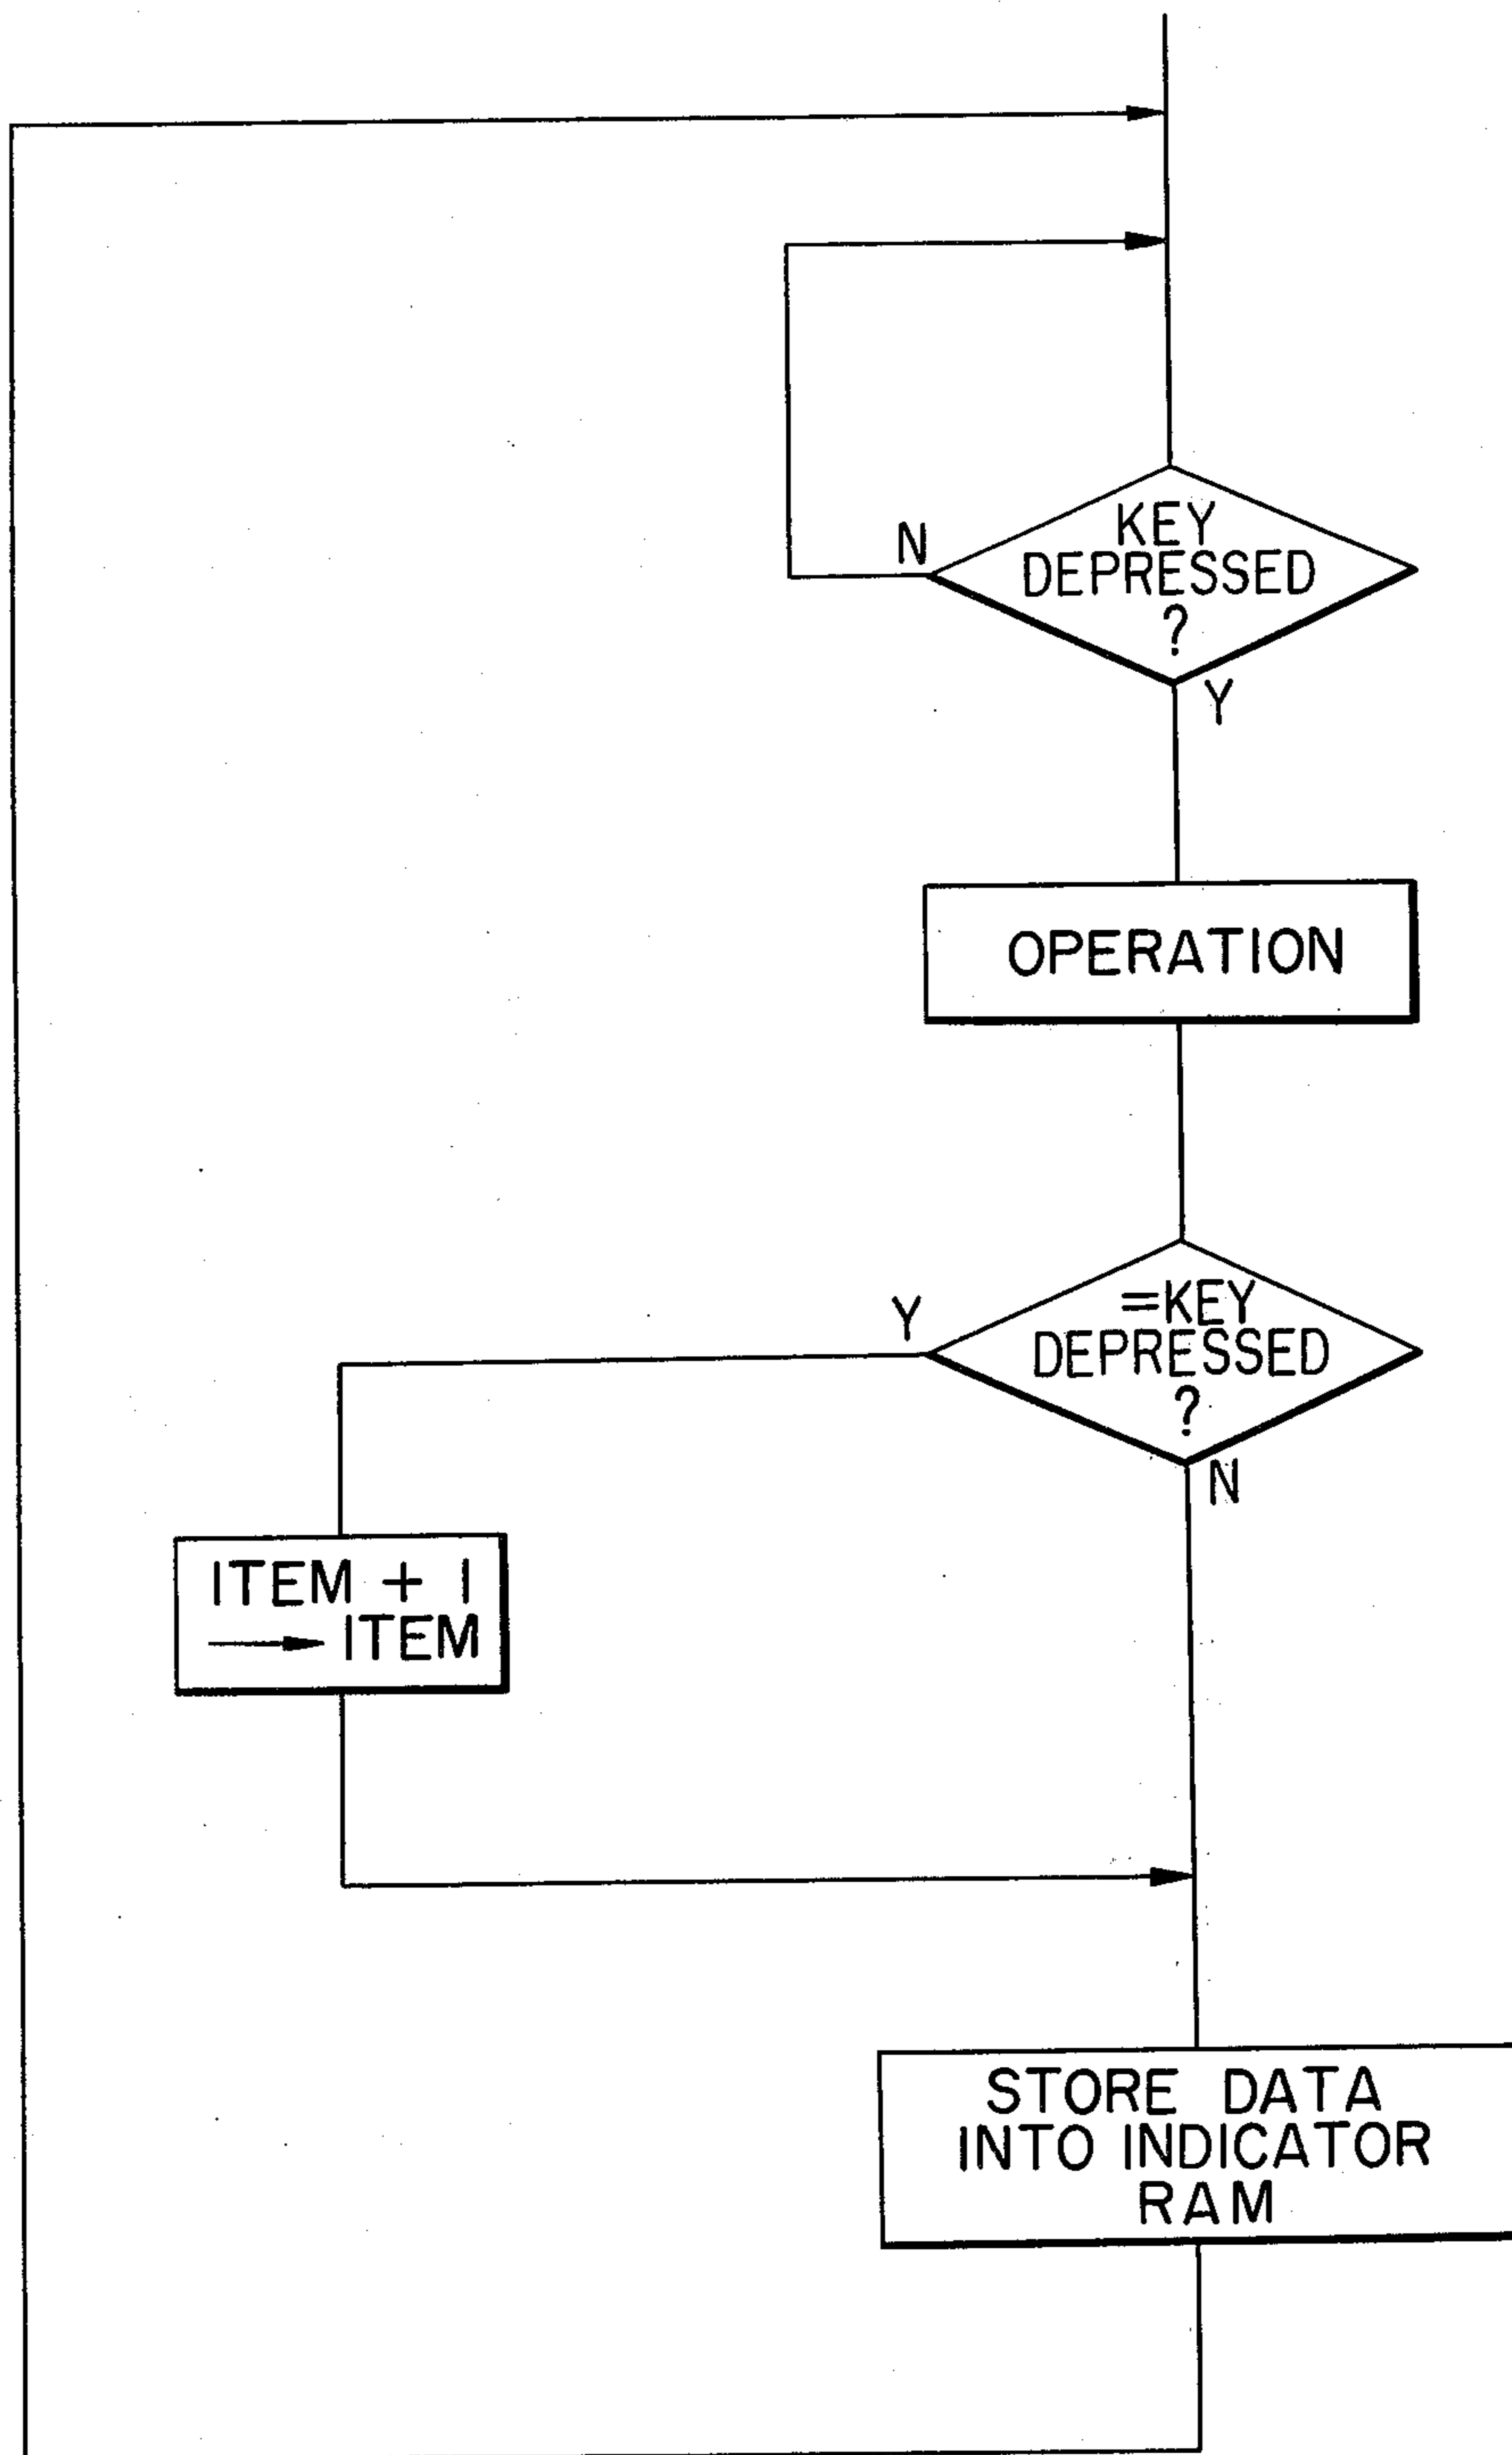 N
KEY
DEPRESSED
?
Y
OPERATION
Y
=KEY
DEPRESSED
?
N
ITEM + 1
→ ITEM
STORE DATA
INTO INDICATOR
RAM